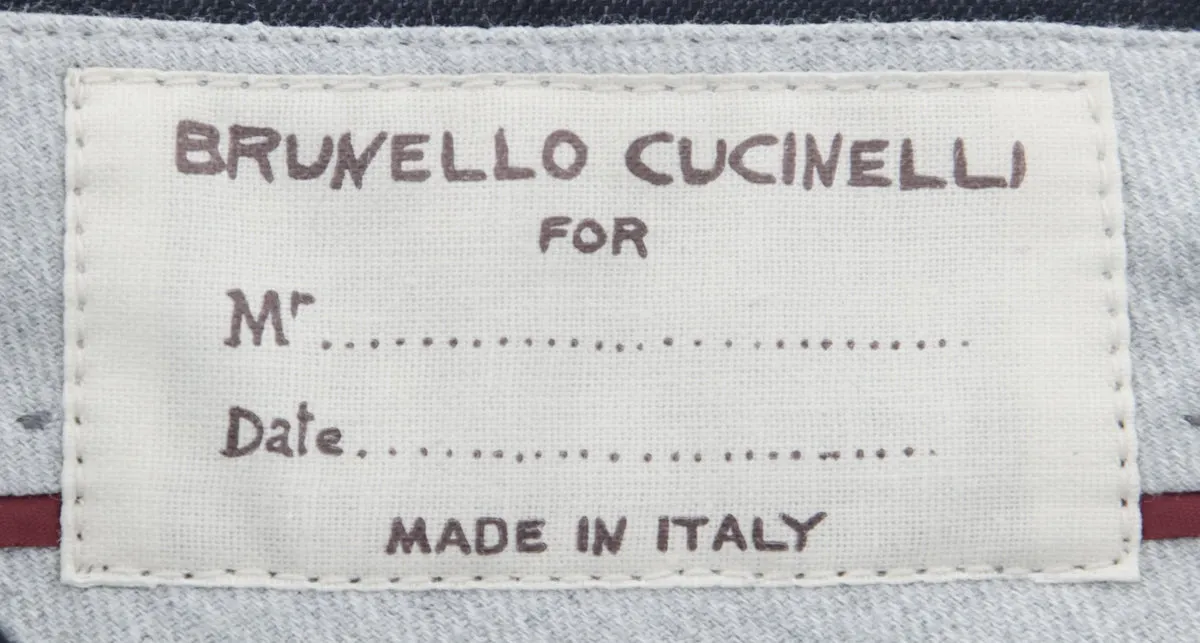 BRUNELLO CUCINELLI
FOR
Mr......................................
Date..................................
MADE IN ITALY